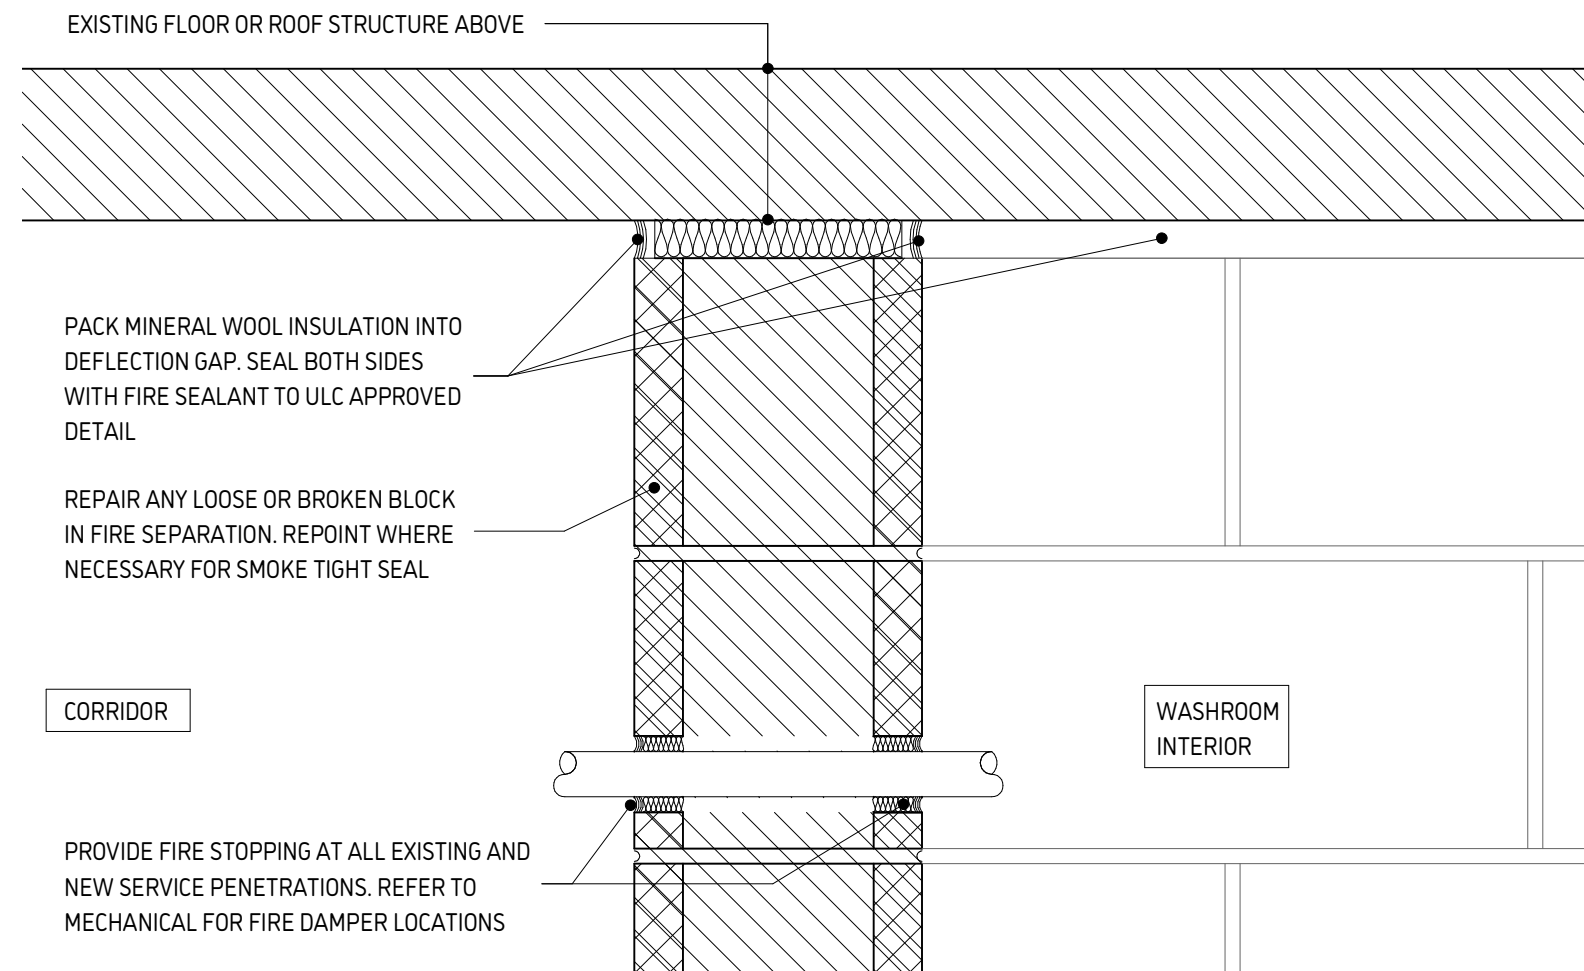 EXISTING FLOOR OR ROOF STRUCTURE ABOVE
PACK MINERAL WOOL INSULATION INTO
DEFLECTION GAP. SEAL BOTH SIDES
WITH FIRE SEALANT TO ULC APPROVED
DETAIL
REPAIR ANY LOOSE OR BROKEN BLOCK
IN FIRE SEPARATION. REPOINT WHERE
NECESSARY FOR SMOKE TIGHT SEAL
CORRIDOR
WASHROOM
INTERIOR
PROVIDE FIRE STOPPING AT ALL EXISTING AND
NEW SERVICE PENETRATIONS. REFER TO
MECHANICAL FOR FIRE DAMPER LOCATIONS